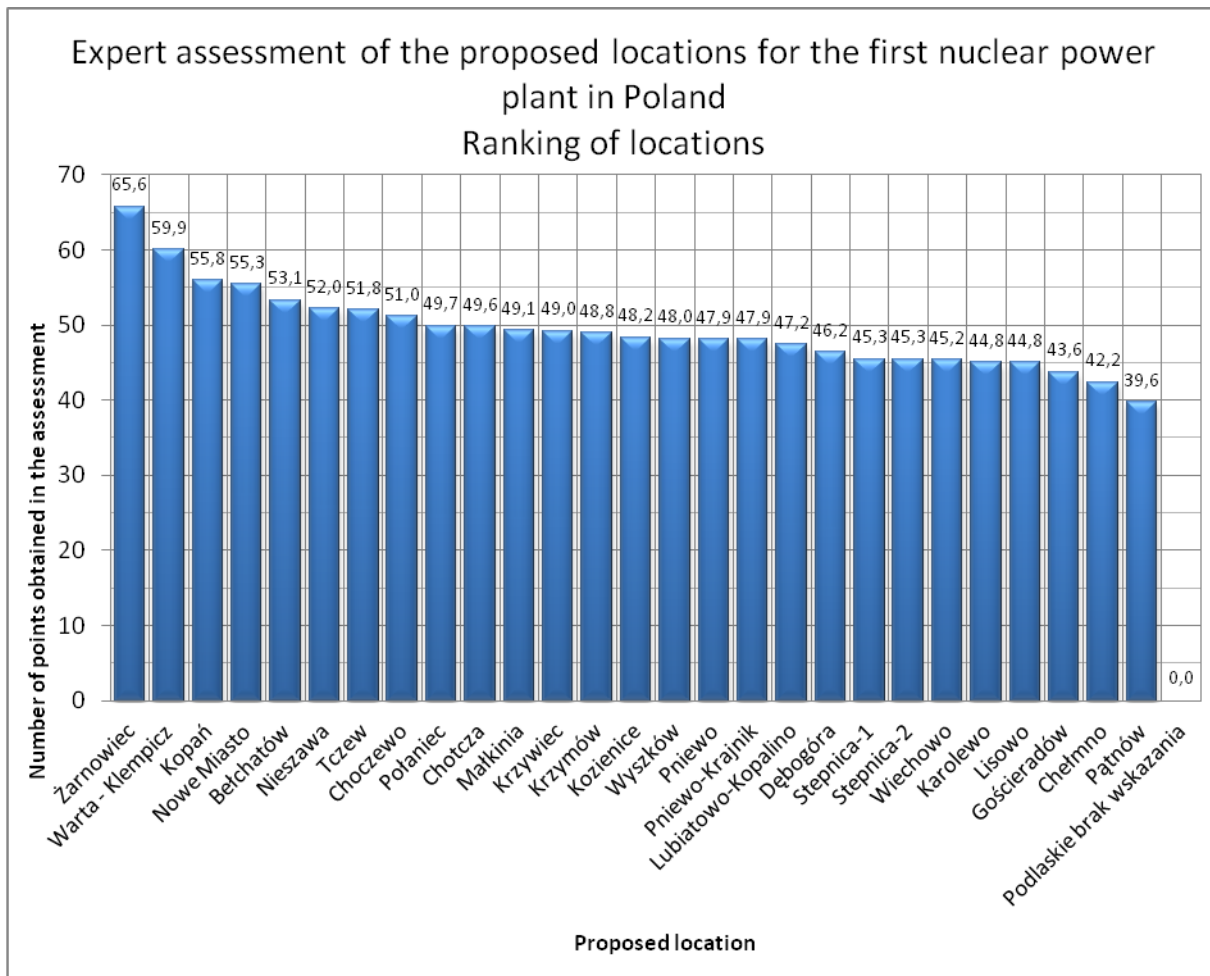 Expert assessment of the proposed locations for the first nuclear power
plant in Poland
Ranking of locations
Number of points obtained in the assessment
70
60
50
40
30
20
10
0
65,6
59,9
55,8
55,3
53,1
52,0
51,8
51,0
49,7
49,6
49,1
49,0
48,8
48,2
48,0
47,9
47,9
47,2
46,2
45,3
45,3
45,2
44,8
44,8
43,6
42,2
39,6
0,0
Żarnowiec
Warta - Klempicz
Kopań
Nowe Miasto
Bełchatów
Nieszawa
Tczew
Choczewo
Połaniec
Chotcza
Małkinia
Krzywiec
Krzymów
Kozienice
Wyszków
Pniewo
Pniewo-Krajnik
Lubiatowo-Kopalino
Dębogóra
Stepnica-1
Stepnica-2
Wiechowo
Karolewo
Lisowo
Gościeradów
Chełmno
Pątnów
Podlaskie brak wskazania
Proposed location